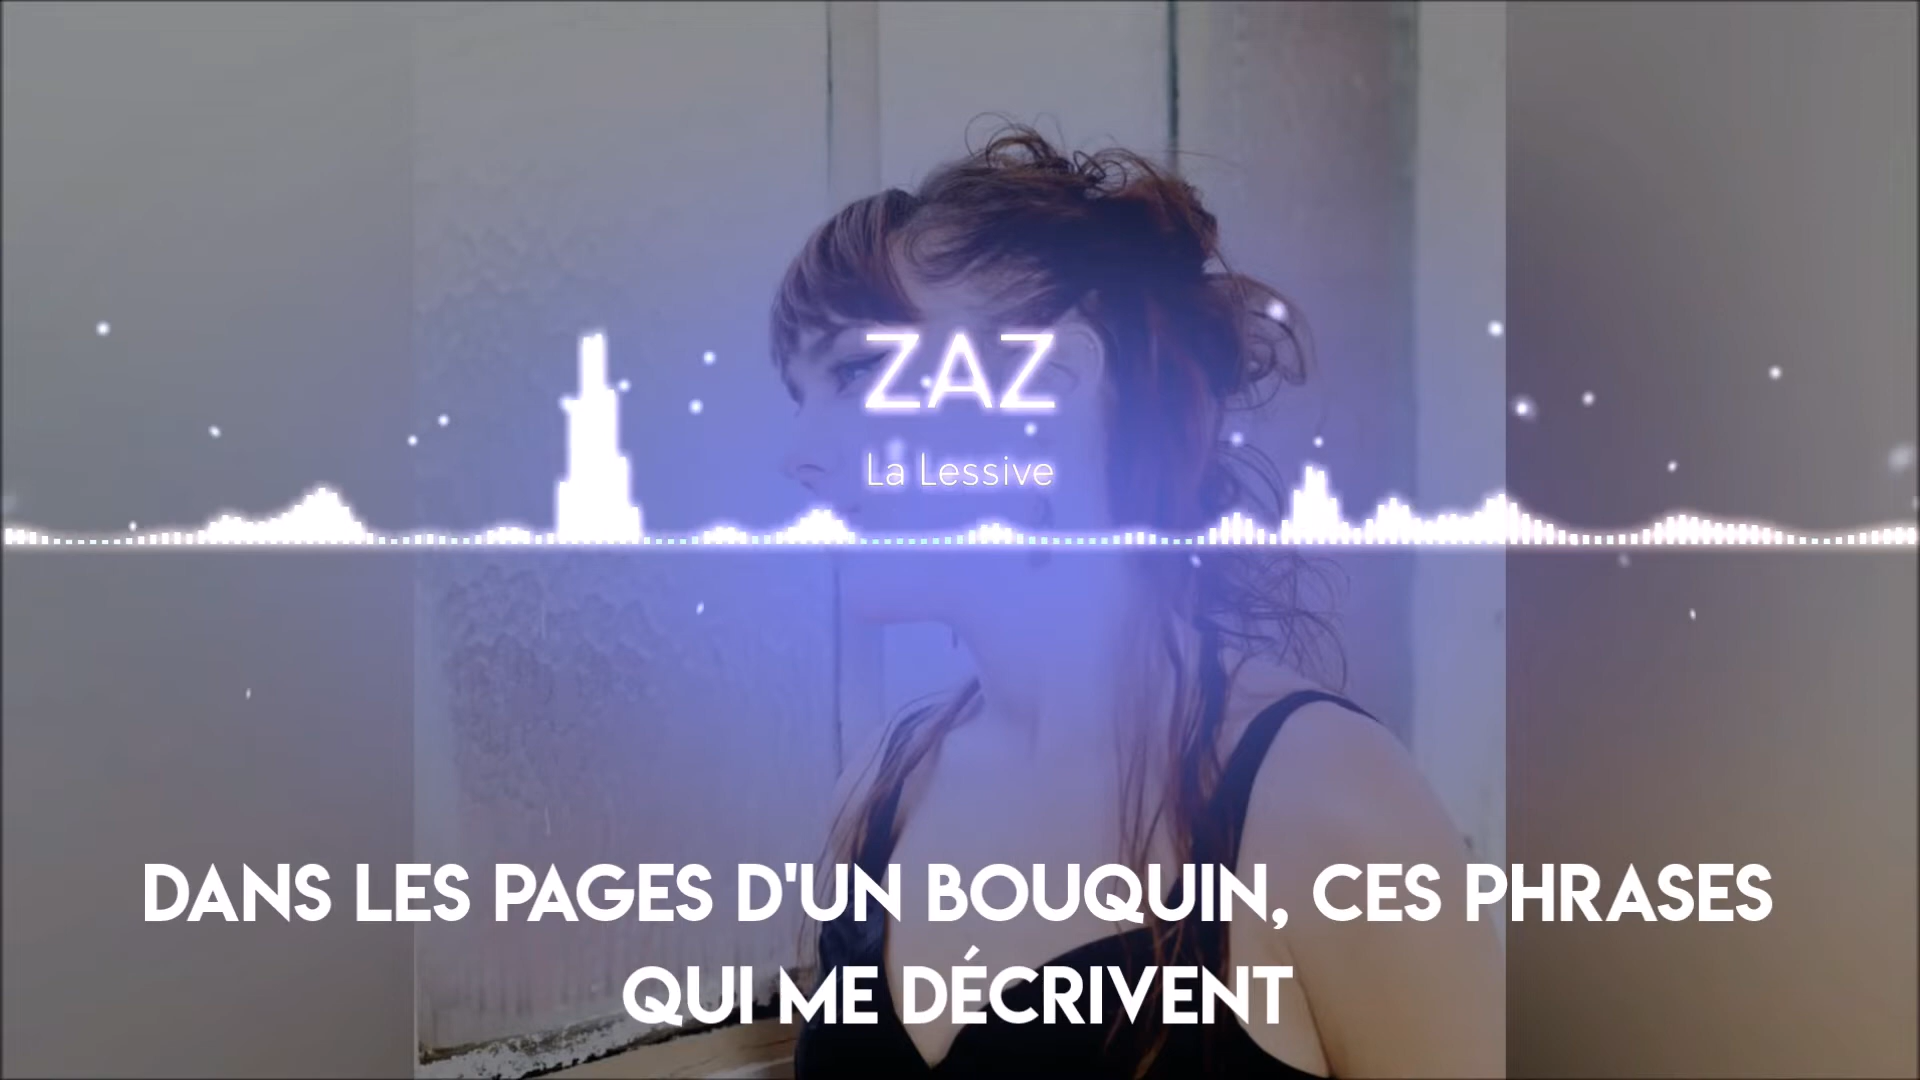 ZAZ
La Lessive
DANS LES PAGES D'UN BOUQUIN, CES PHRASES
QUI ME DÉCRIVENT